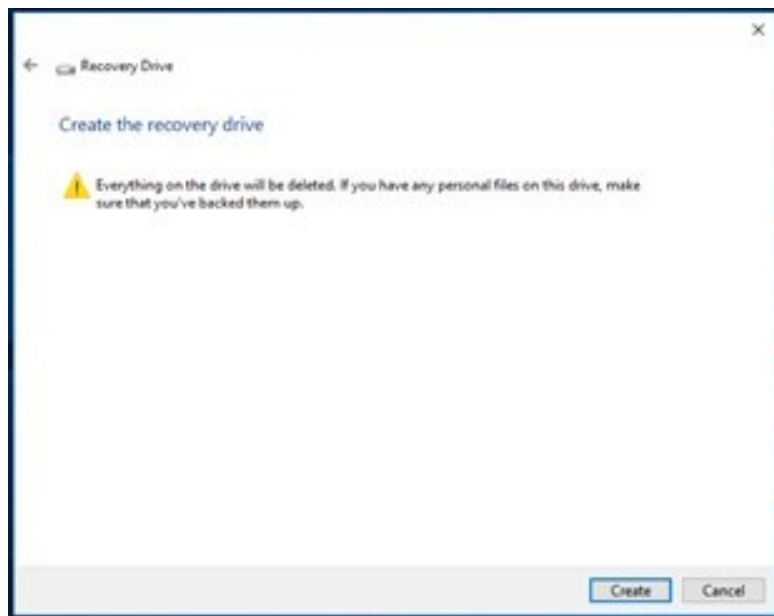 Recovery Drive
Create the recovery drive
Everything on the drive will be deleted. If you have any personal files on this drive, make
sure that you've backed them up.
Create Cancel